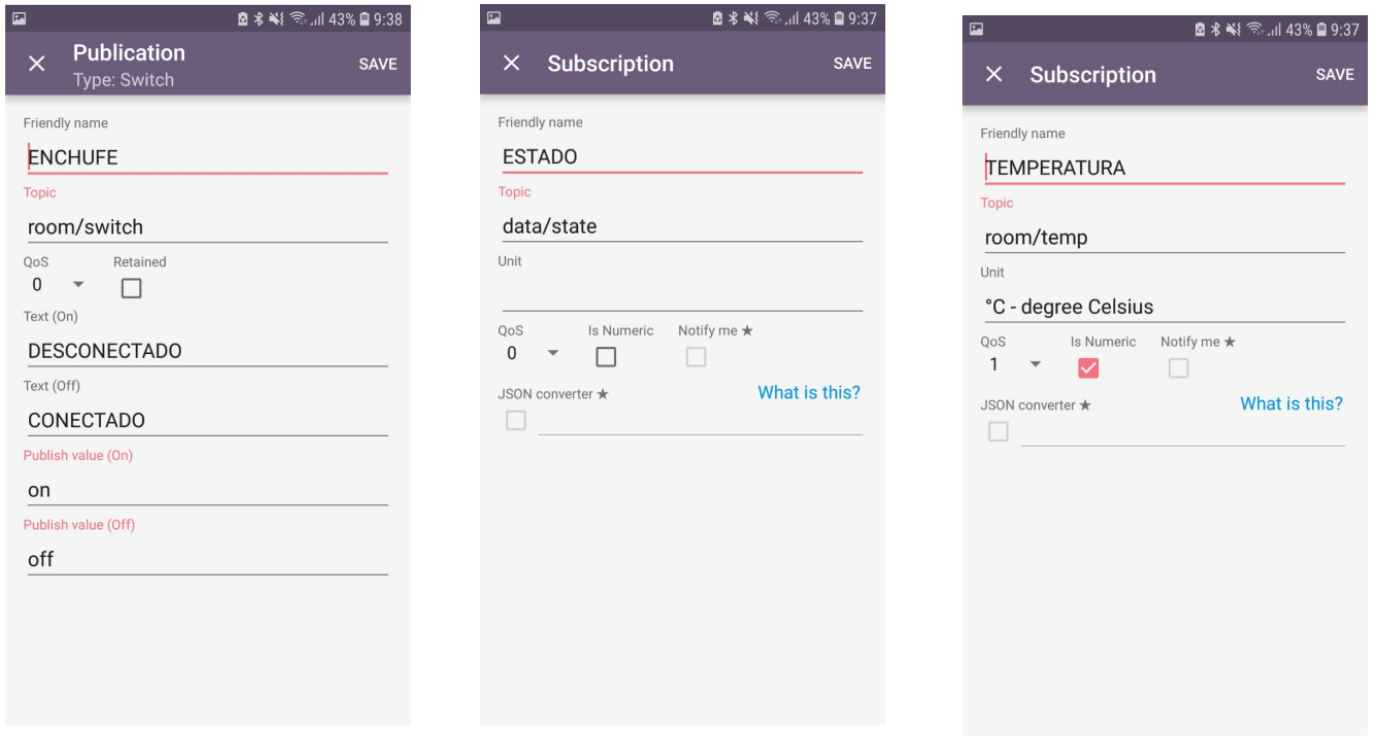 43% 9:38
Publication
SAVE
Type: Switch
Friendly name
ENCHUFE
Topic
room/switch
QoS Retained
0
Text (On)
DESCONECTADO
Text (Off)
CONECTADO
Publish value (On)
on
Publish value (Off)
off
43% 9:37
Subscription SAVE
Friendly name
ESTADO
Topic
data/state
Unit
QoS Is Numeric Notify me ★
0
JSON converter ★ What is this?
43% 9:37
Subscription SAVE
Friendly name
TEMPERATURA
Topic
room/temp
Unit
°C - degree Celsius
QoS Is Numeric Notify me ★
1
JSON converter ★ What is this?